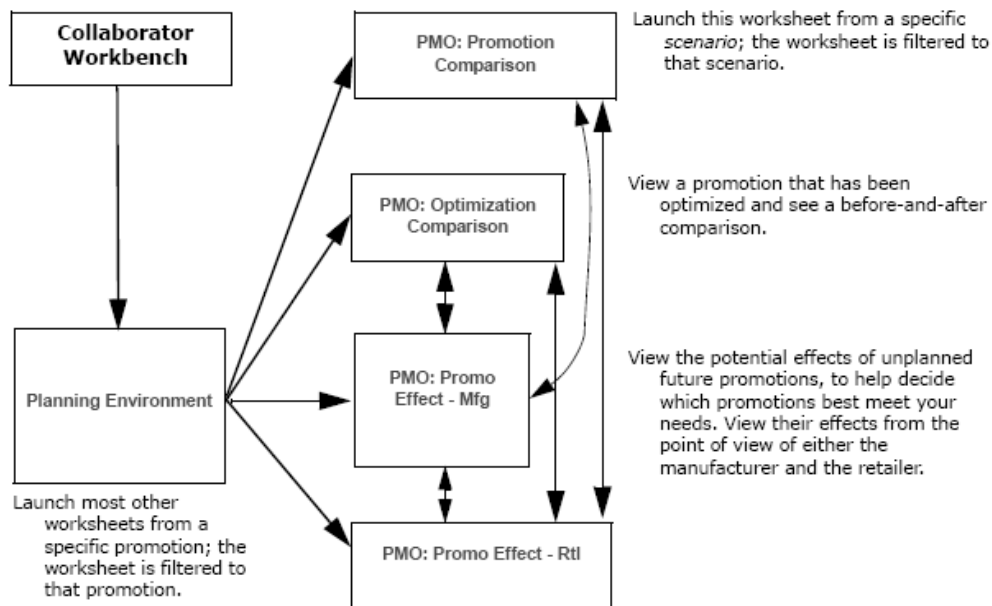 Collaborator
Workbench
PMO: Promotion
Comparison
Launch this worksheet from a specific
scenario; the worksheet is filtered to
that scenario.
PMO: Optimization
Comparison
View a promotion that has been
optimized and see a before-and-after
comparison.
Planning Environment
PMO: Promo
Effect - Mfg
View the potential effects of unplanned
future promotions, to help decide
which promotions best meet your
needs. View their effects from the
point of view of either the
manufacturer and the retailer.
Launch most other
worksheets from a
specific promotion; the
worksheet is filtered to
that promotion.
PMO: Promo Effect - Rtl